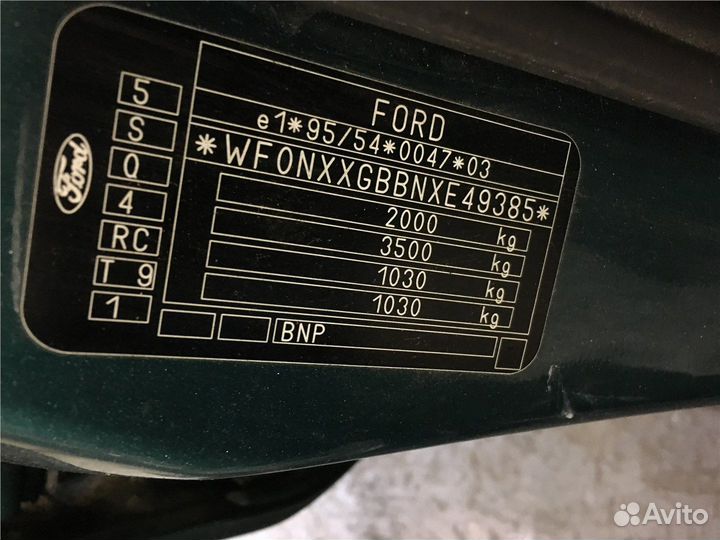 FORD
e1*95/54*0047*03
*WF0NXXGBBNXE49385*
2000 kg
3500 kg
1030 kg
1030 kg
BNP
5
S
Q
4
RC
T 9
1
Ford
Avito